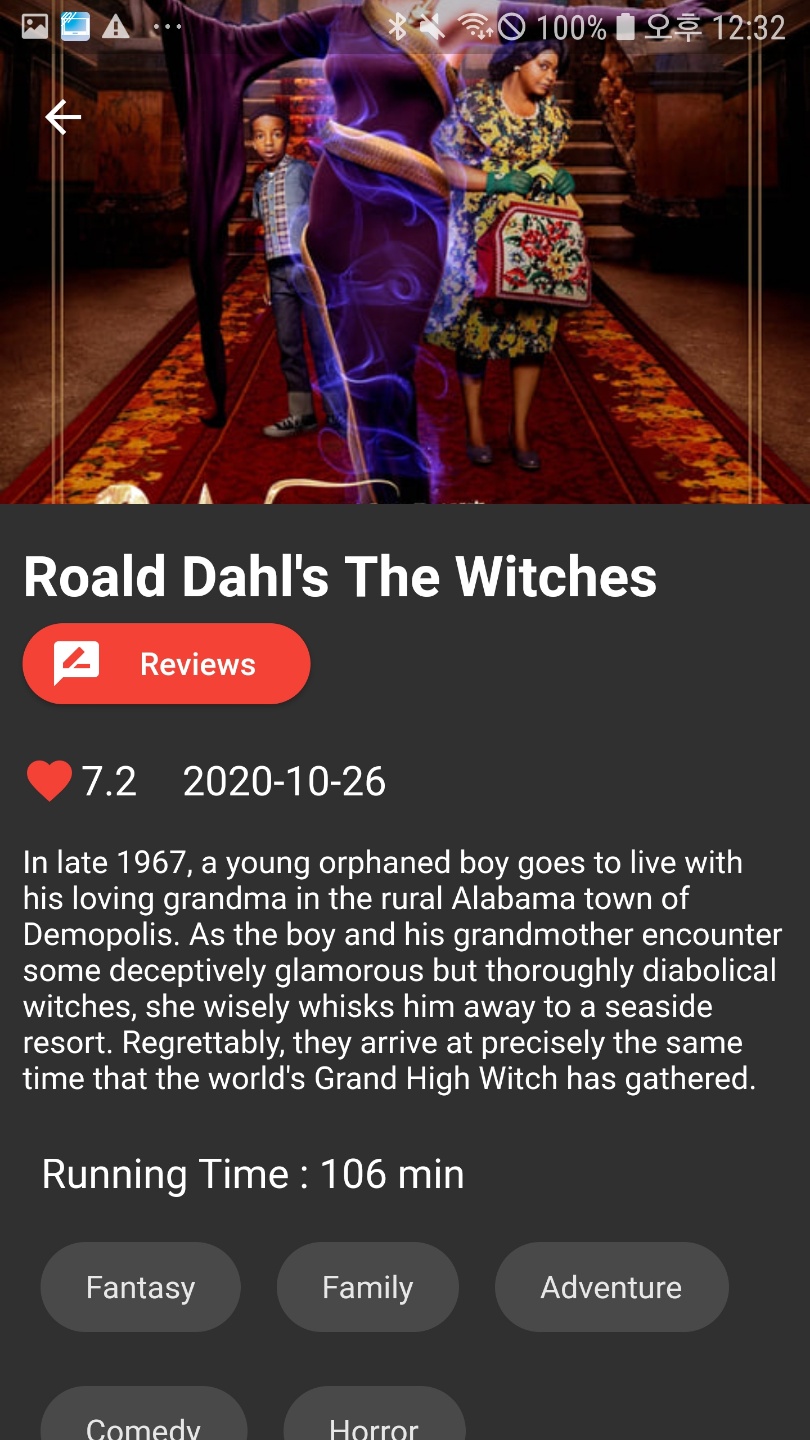 100% 오후 12:32
Roald Dahl's The Witches
Reviews
7.2 2020-10-26
In late 1967, a young orphaned boy goes to live with
his loving grandma in the rural Alabama town of
Demopolis. As the boy and his grandmother encounter
some deceptively glamorous but thoroughly diabolical
witches, she wisely whisks him away to a seaside
resort. Regrettably, they arrive at precisely the same
time that the world's Grand High Witch has gathered.
Running Time : 106 min
Fantasy Family Adventure
Comedy Horror